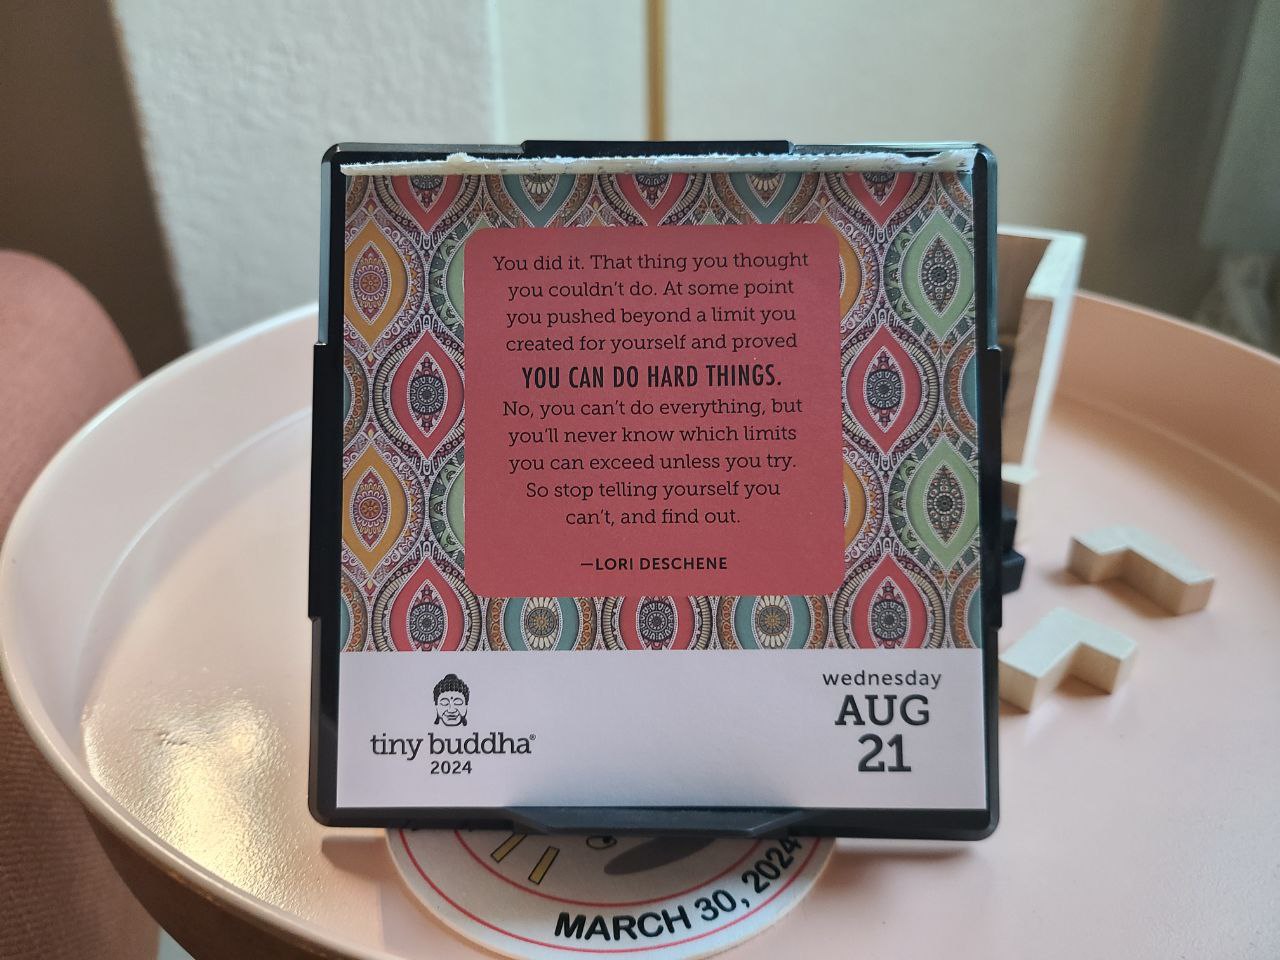 You did it. That thing you thought
you couldn't do. At some point
you pushed beyond a limit you
created for yourself and proved
YOU CAN DO HARD THINGS.
No, you can't do everything, but
you'll never know which limits
you can exceed unless you try.
So stop telling yourself you
can't, and find out.
—LORI DESCHENE
tiny buddha®
2024
wednesday
AUG
21
MARCH 30, 2024